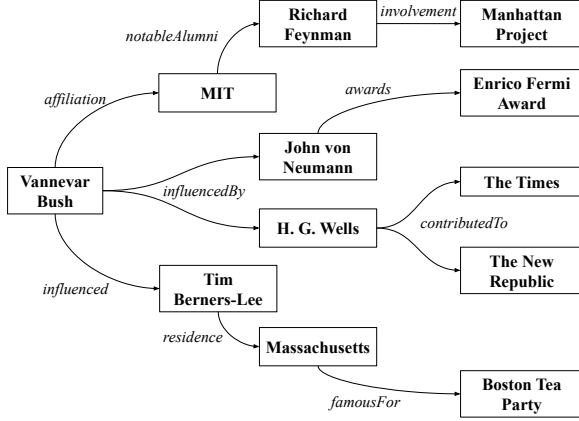 Richard
Feynman
involvement
Manhattan
Project
notableAlumni
MIT
Enrico Fermi
Award
awards
affiliation
John von
Neumann
Vannevar
Bush
influencedBy
The Times
H. G. Wells
contributedTo
The New
Republic
influenced
Tim
Berners-Lee
residence
Massachusetts
famousFor
Boston Tea
Party